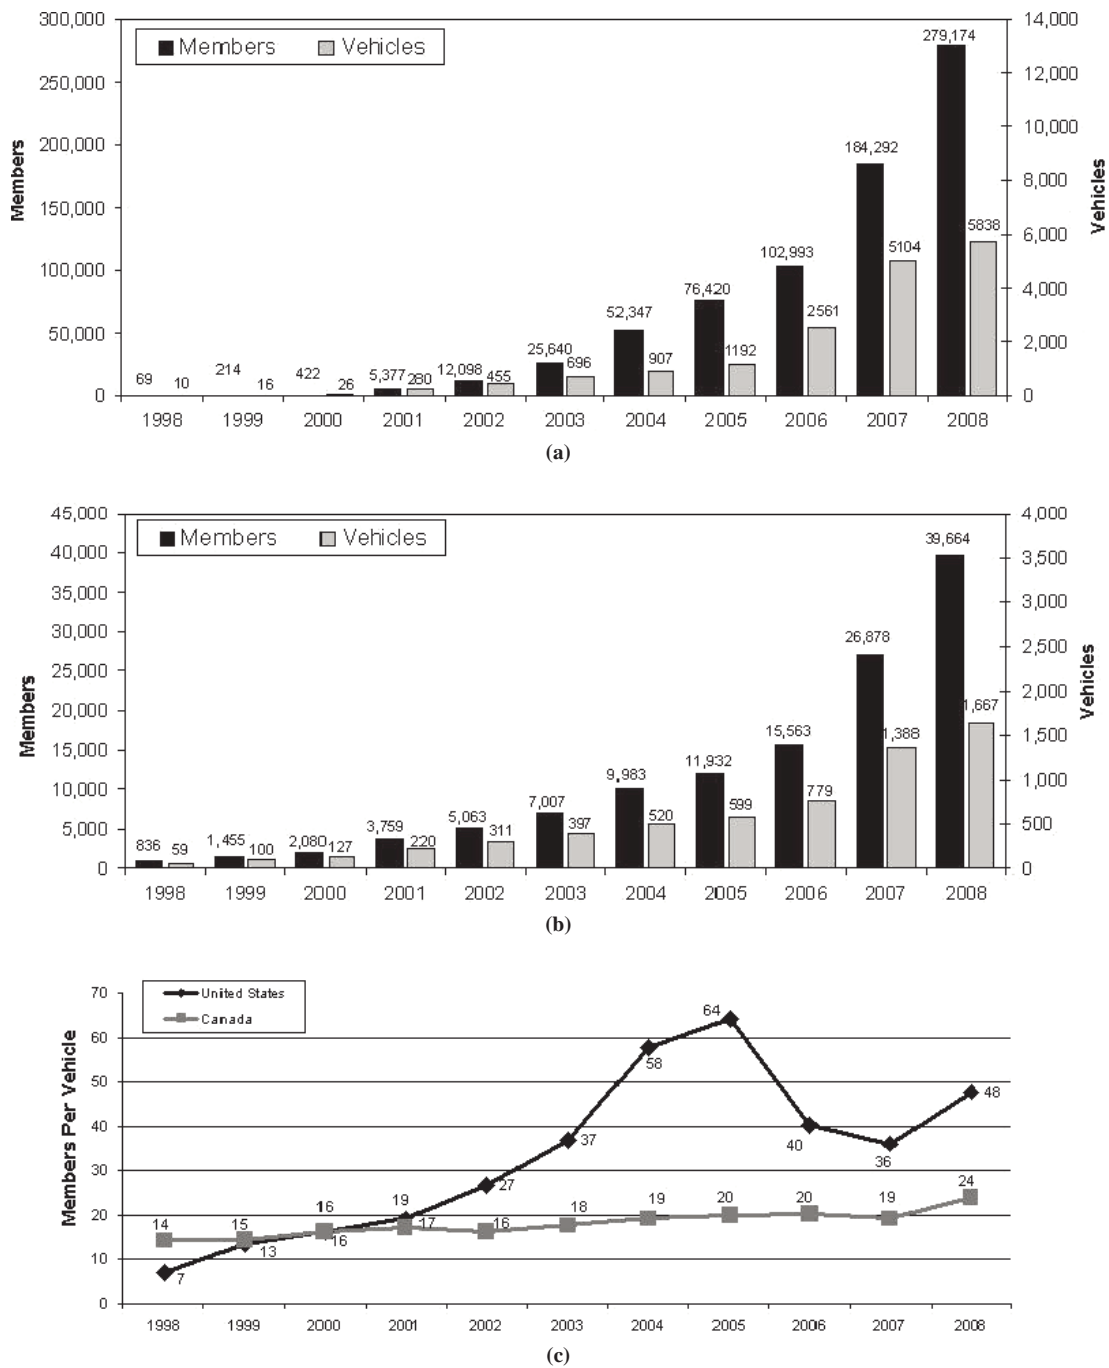 300,000
250,000
200,000
150,000
100,000
50,000
0
Members
Members Vehicles
14,000
12,000
10,000
8,000
6,000
4,000
2,000
0
Vehicles
69 10 214 16 422 26 5,377 280 12,098 455 25,640 696 52,347 907 76,420 1192 102,993 2561 184,292 5104 279,174 5838
1998 1999 2000 2001 2002 2003 2004 2005 2006 2007 2008
(a)
45,000
40,000
35,000
30,000
25,000
20,000
15,000
10,000
5,000
0
Members
Members Vehicles
4,000
3,500
3,000
2,500
2,000
1,500
1,000
500
0
Vehicles
836 59 1,455 100 2,080 127 3,759 220 5,063 311 7,007 397 9,983 520 11,932 599 15,563 779 26,878 1,388 39,664 1,667
1998 1999 2000 2001 2002 2003 2004 2005 2006 2007 2008
(b)
70
60
50
40
30
20
10
0
Members Per Vehicle
United States
Canada
7 13 16 19 27 37 58 64 40 36 48
14 15 16 17 16 18 19 20 20 19 24
1998 1999 2000 2001 2002 2003 2004 2005 2006 2007 2008
(c)